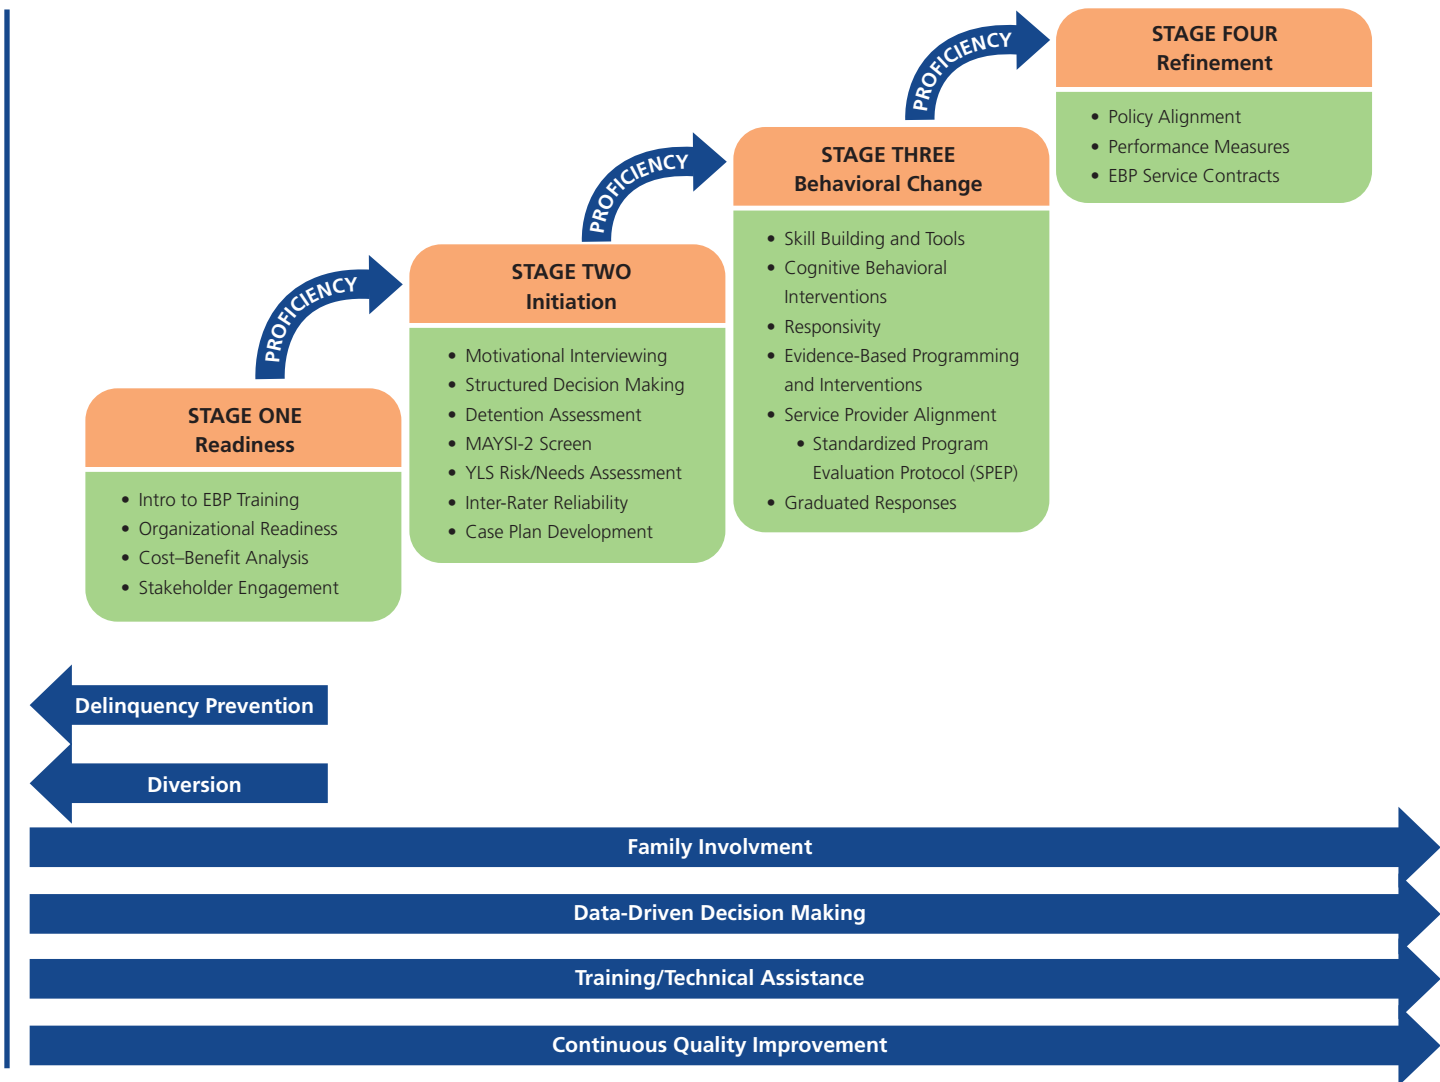 STAGE ONE
Readiness
• Intro to EBP Training
• Organizational Readiness
• Cost–Benefit Analysis
• Stakeholder Engagement
PROFICIENCY
STAGE TWO
Initiation
• Motivational Interviewing
• Structured Decision Making
• Detention Assessment
• MAYSI-2 Screen
• YLS Risk/Needs Assessment
• Inter-Rater Reliability
• Case Plan Development
PROFICIENCY
STAGE THREE
Behavioral Change
• Skill Building and Tools
• Cognitive Behavioral
Interventions
• Responsivity
• Evidence-Based Programming
and Interventions
• Service Provider Alignment
• Standardized Program
Evaluation Protocol (SPEP)
• Graduated Responses
PROFICIENCY
STAGE FOUR
Refinement
• Policy Alignment
• Performance Measures
• EBP Service Contracts
Delinquency Prevention
Diversion
Family Involvment
Data-Driven Decision Making
Training/Technical Assistance
Continuous Quality Improvement